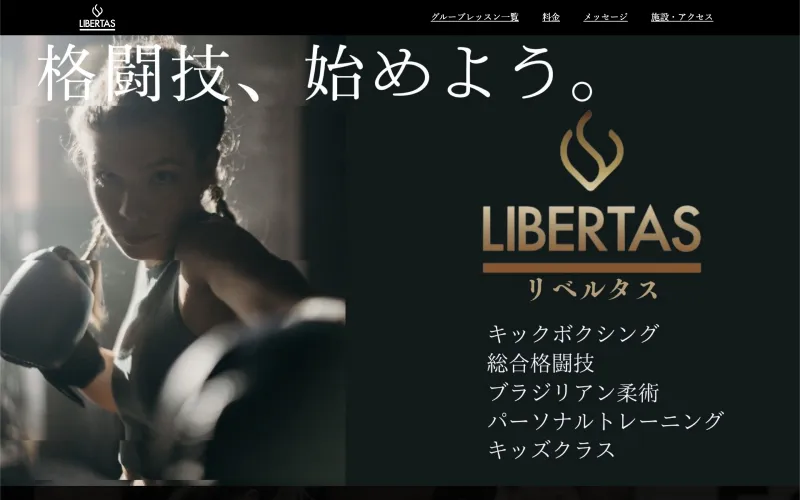 LIBERTAS
グループレッスン一覧
料金
メッセージ
施設・アクセス
格闘技、始めよう。
LIBERTAS
リベルタス
キックボクシング
総合格闘技
ブラジリアン柔術
パーソナルトレーニング
キッズクラス